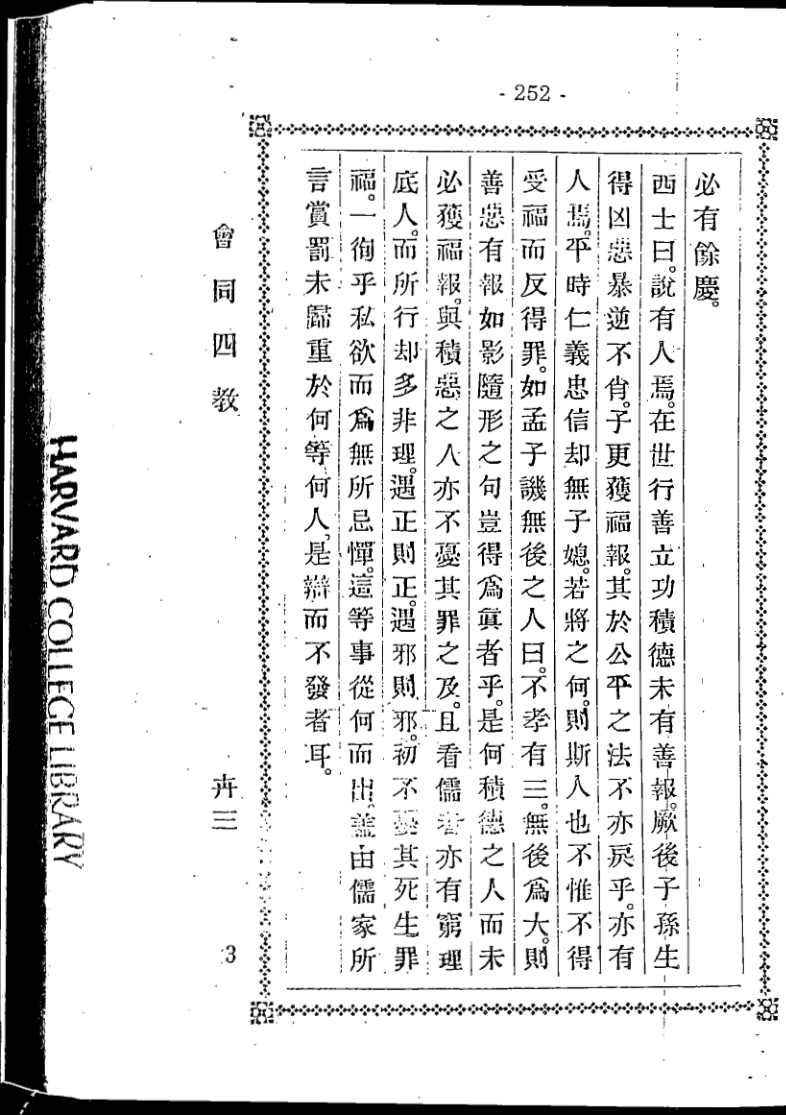 - 252 -
必有餘慶。
西士曰。說有人焉。在世行善立功積德未有善報。厥後子孫生
得凶惡暴逆不肖。子更獲福報。其於公平之法不亦戾乎。亦有
人焉。平時仁義忠信却無子媳。若將之何。則斯人也不惟不得
受福而反得罪。如孟子譏無後之人曰。不孝有三。無後爲大。則
善惡有報如影隨形之句豈得爲眞者乎。是何積德之人而未
必獲福報。與積惡之人亦不憂其罪之及。且看儒者亦有窮理
底人。而所行却多非理。遇正則正。遇邪則邪。初不憂其死生罪
福。一徇乎私欲而爲無所忌憚。這等事從何而出。蓋由儒家所
言賞罰未歸重於何等何人、是辯而不發者耳。
會同四教
卉三
3
HARVARD COLLEGE LIBRARY